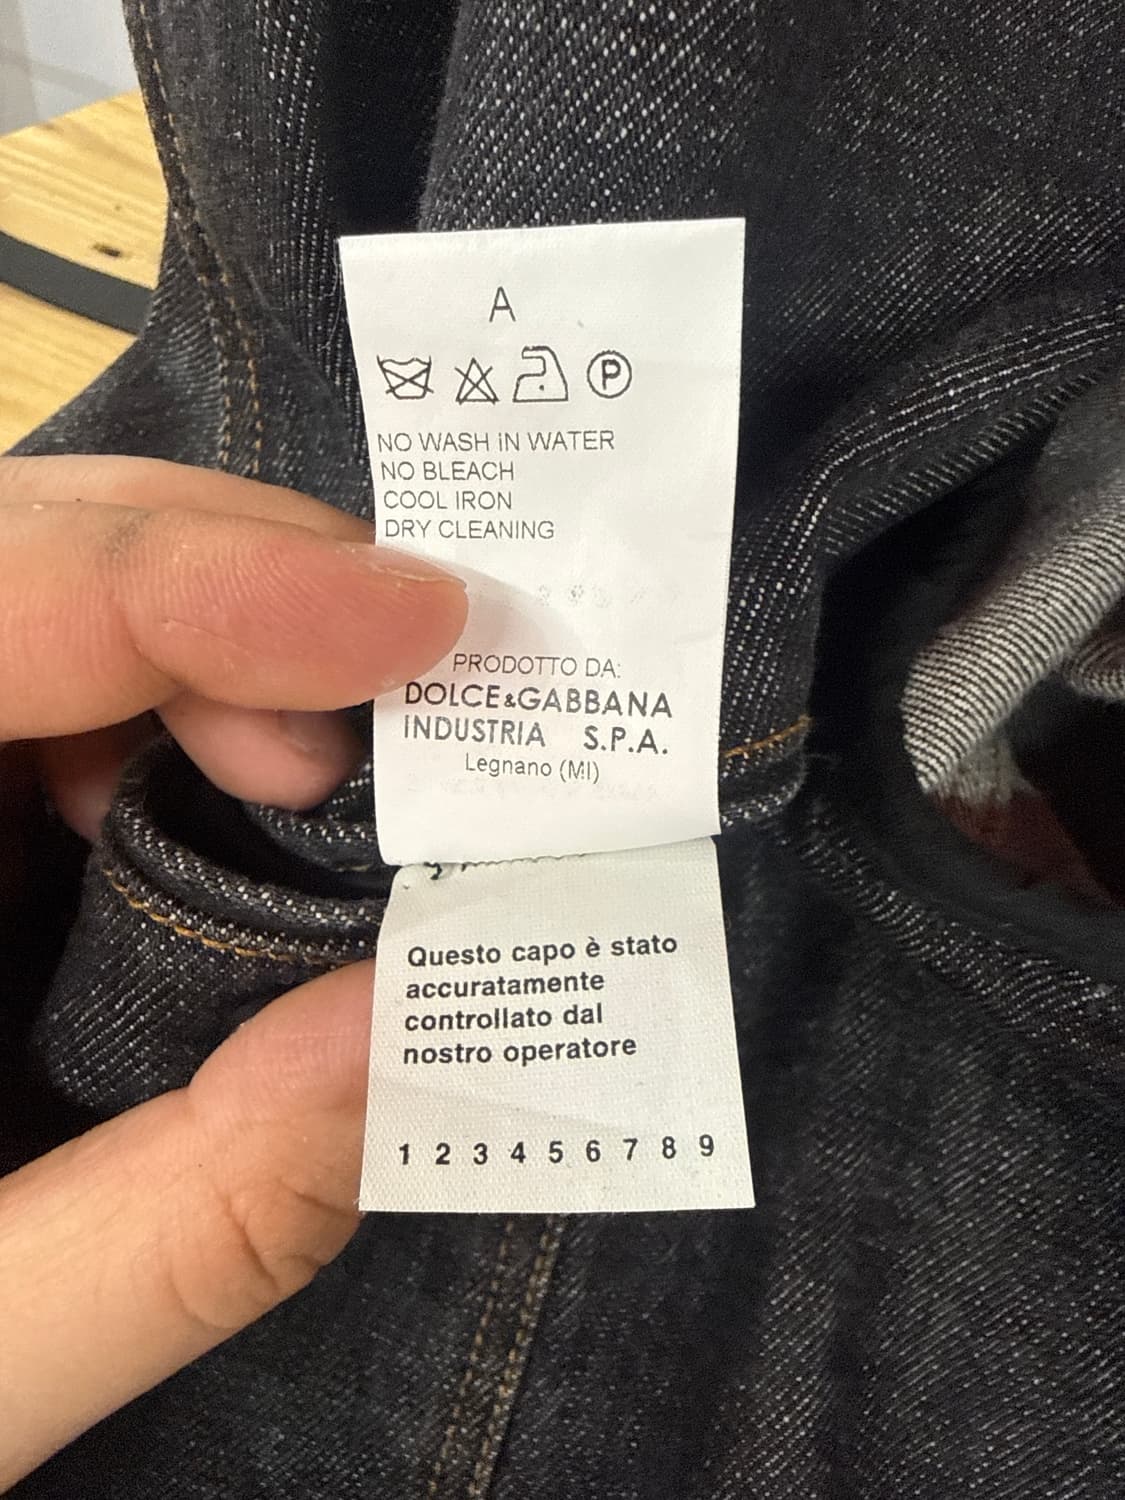 A
P
NO WASH IN WATER
NO BLEACH
COOL IRON
DRY CLEANING
PRODOTTO DA:
DOLCE&GABBANA
INDUSTRIA S.P.A.
Legnano (MI)
Questo capo è stato
accuratamente
controllato dal
nostro operatore
1 2 3 4 5 6 7 8 9